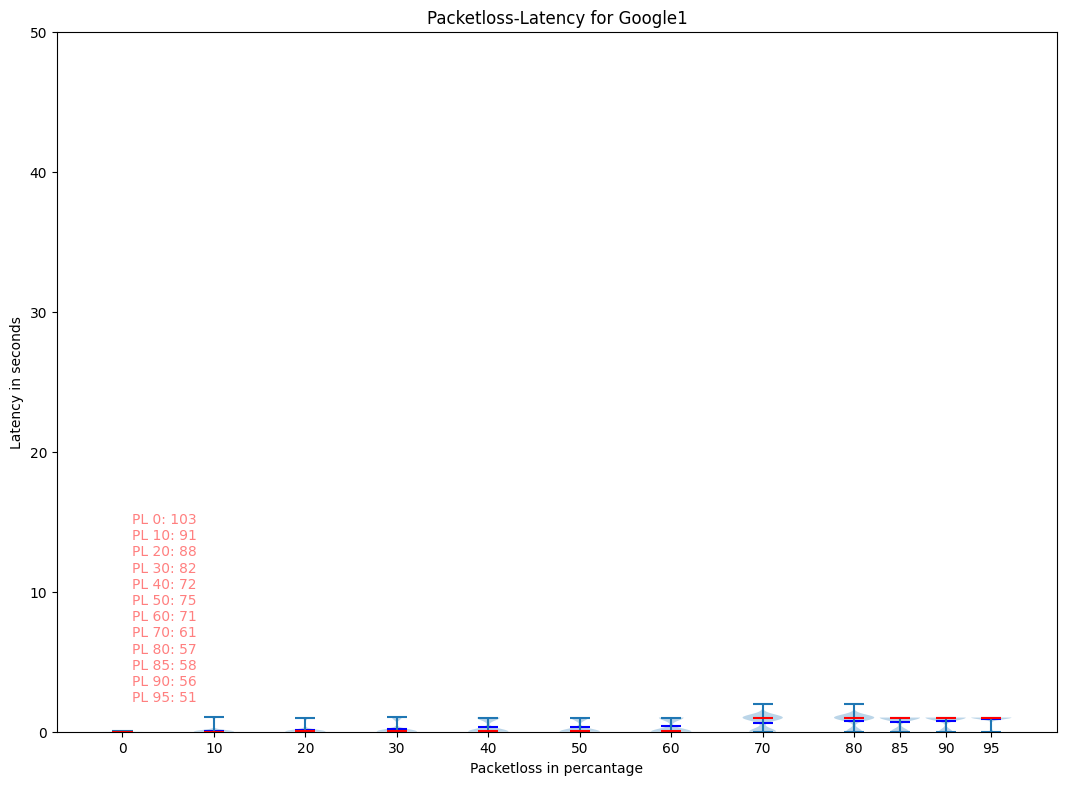 Packetloss-Latency for Google1
50
40
30
20
10
0
Latency in seconds
PL 0: 103
PL 10: 91
PL 20: 88
PL 30: 82
PL 40: 72
PL 50: 75
PL 60: 71
PL 70: 61
PL 80: 57
PL 85: 58
PL 90: 56
PL 95: 51
0 10 20 30 40 50 60 70 80 85 90 95
Packetloss in percantage